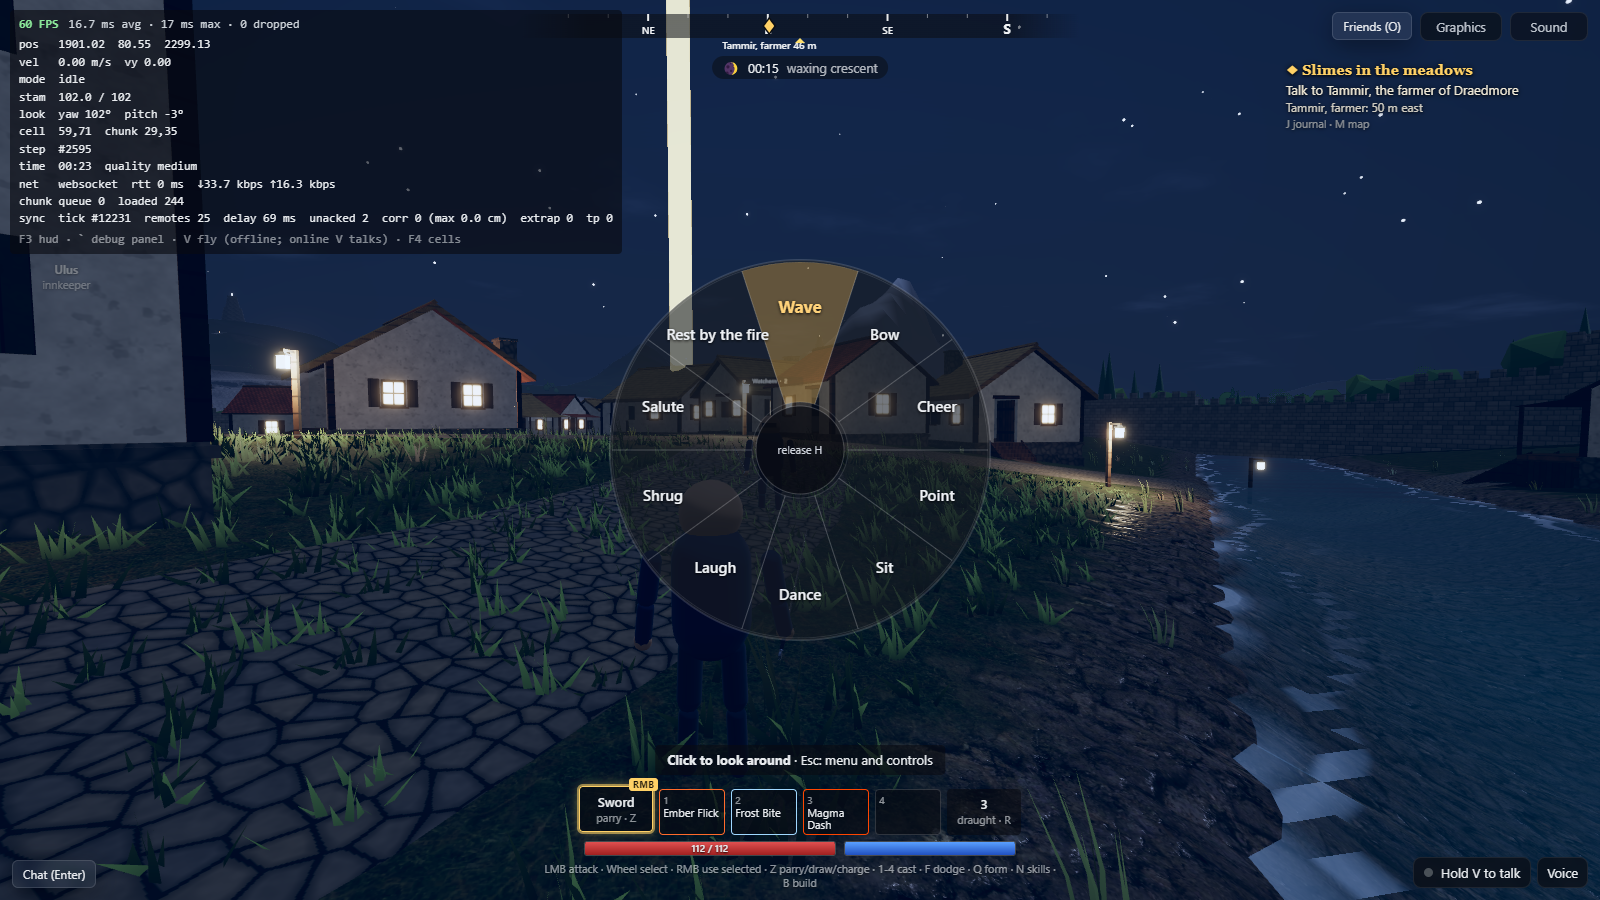 60 FPS 16.7 ms avg · 17 ms max · 0 dropped
pos 1901.02 80.55 2299.13
vel 0.00 m/s vy 0.00
mode idle
stam 102.0 / 102
look yaw 102° pitch -3°
cell 59,71 chunk 29,35
step #2595
time 00:23 quality medium
net websocket rtt 0 ms ↓33.7 kbps ↑16.3 kbps
chunk queue 0 loaded 244
sync tick #12231 remotes 25 delay 69 ms unacked 2 corr 0 (max 0.0 cm) extrap 0 tp 0
F3 hud · ` debug panel · V fly (offline; online V talks) · F4 cells
NE SE S
Tammir, farmer 46 m
00:15 waxing crescent
Friends (O) Graphics Sound
◆ Slimes in the meadows
Talk to Tammir, the farmer of Draedmore
Tammir, farmer: 50 m east
J journal · M map
Ulus
innkeeper
Wave
Rest by the fire
Bow
Salute
Cheer
release H
Shrug
Point
Laugh
Sit
Dance
Click to look around · Esc: menu and controls
RMB
Sword
parry · Z
1
Ember Flick
2
Frost Bite
3
Magma
Dash
4
3
draught · R
112 / 112
LMB attack · Wheel select · RMB use selected · Z parry/draw/charge · 1-4 cast · F dodge · Q form · N skills ·
B build
Chat (Enter)
Hold V to talk
Voice